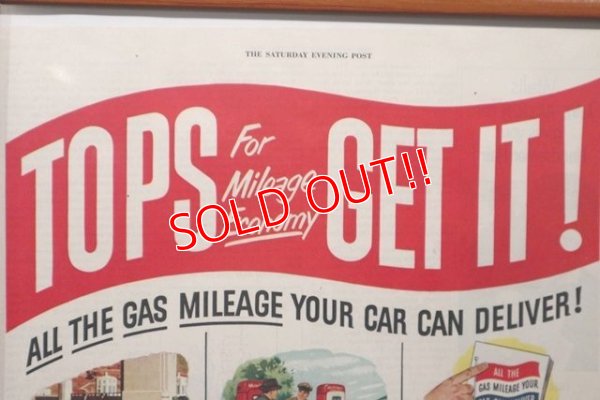 THE SATURDAY EVENING POST
TOPS For Mileage Economy GET IT!
SOLD OUT!!
ALL THE GAS MILEAGE YOUR CAR CAN DELIVER!
ALL THE
GAS MILEAGE YOUR